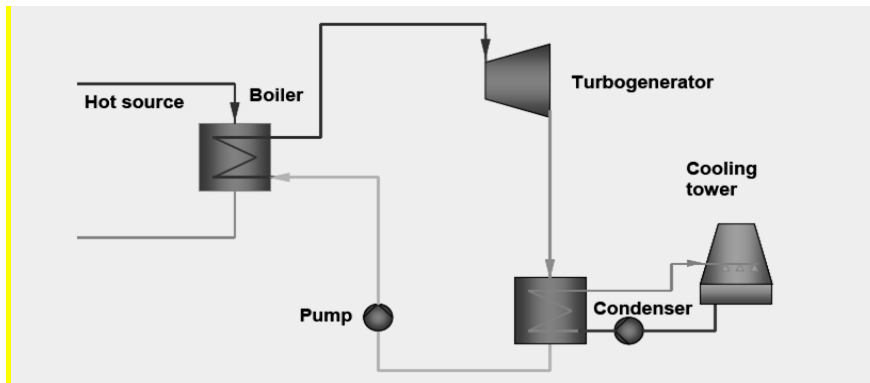 Hot source
Boiler
Turbogenerator
Cooling
tower
Pump
Condenser